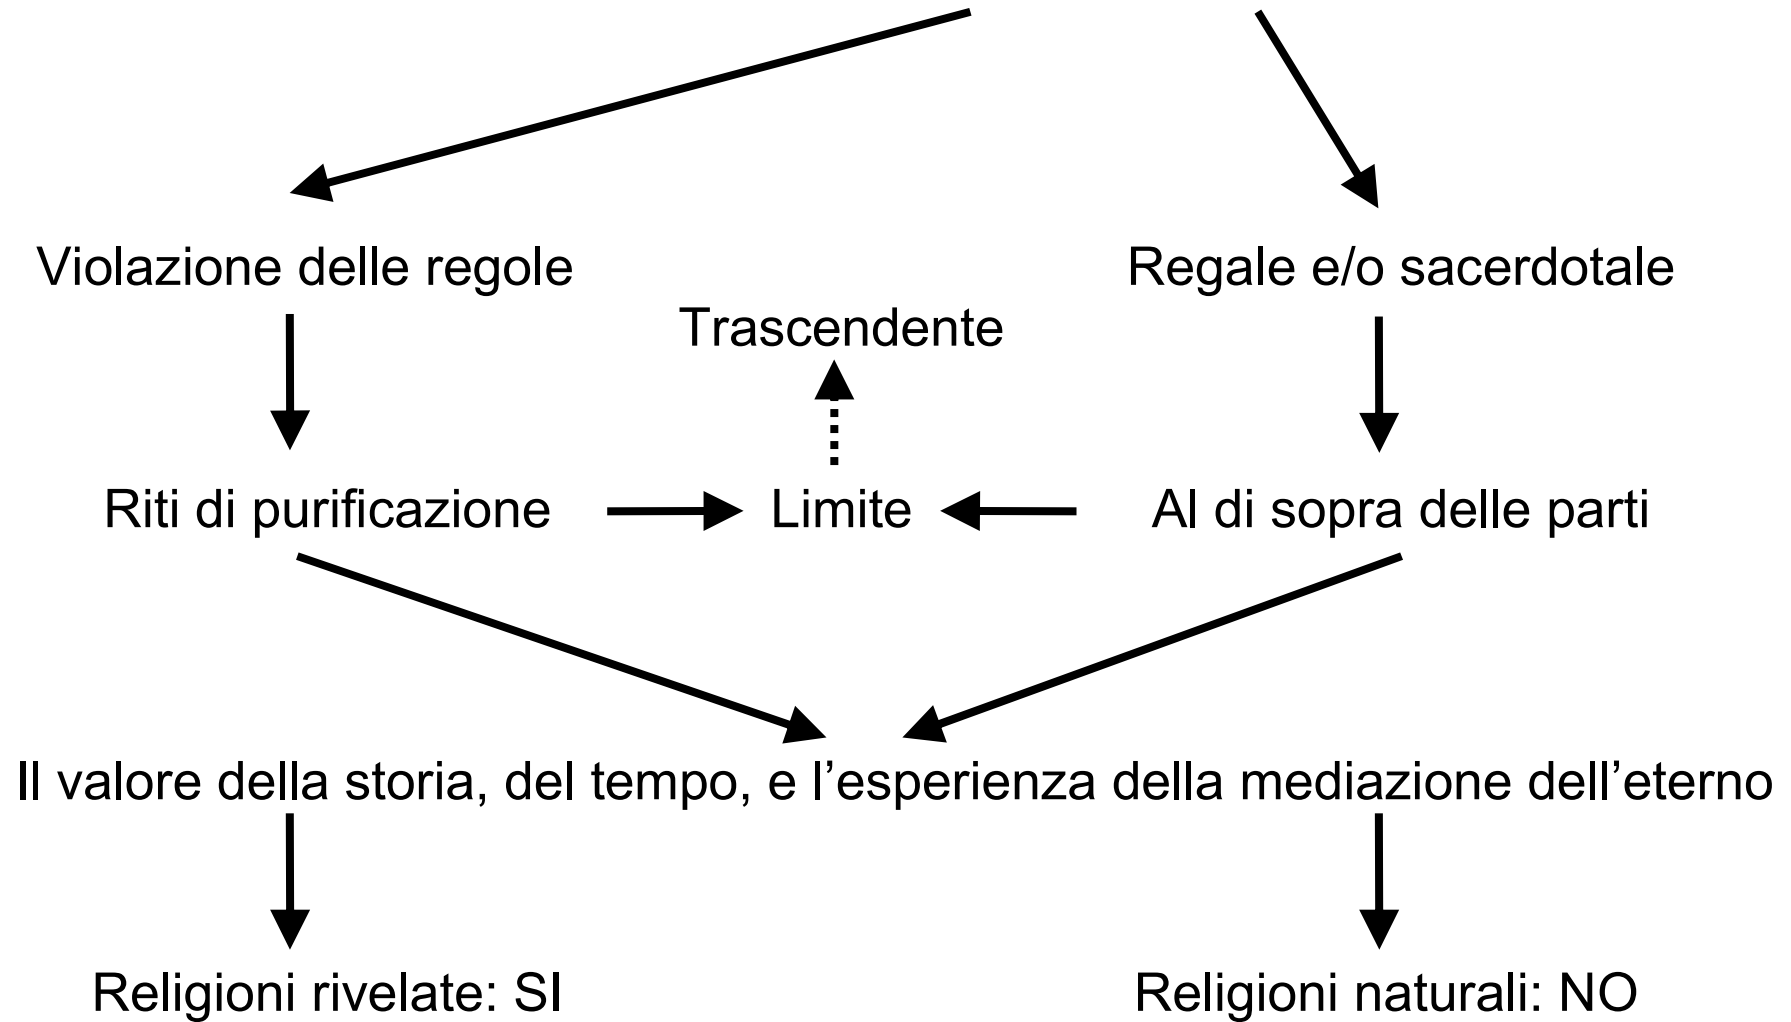 Violazione delle regole
Regale e/o sacerdotale
Trascendente
Riti di purificazione
Limite
Al di sopra delle parti
Il valore della storia, del tempo, e l’esperienza della mediazione dell’eterno
Religioni rivelate: SI
Religioni naturali: NO